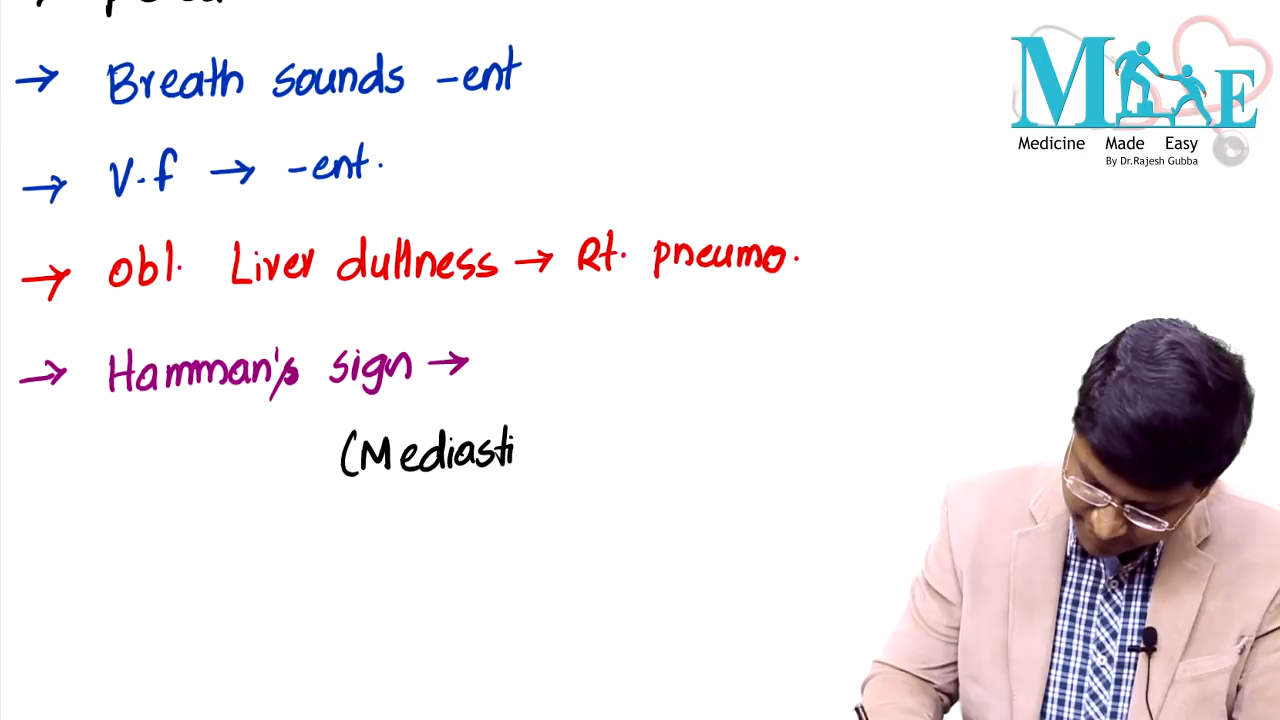 → Breath sounds -ent
→ V.f → -ent.
→ Obl. Liver dullness → Rt. pneumo.
→ Hamman's sign →
(Mediasti
MME
Medicine Made Easy
By Dr.Rajesh Gubba